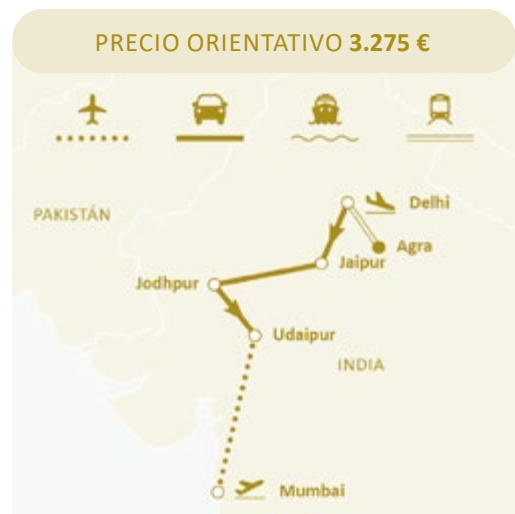 PRECIO ORIENTATIVO 3.275 €
PAKISTÁN
Delhi
Agra
Jaipur
Jodhpur
Udaipur
INDIA
Mumbai